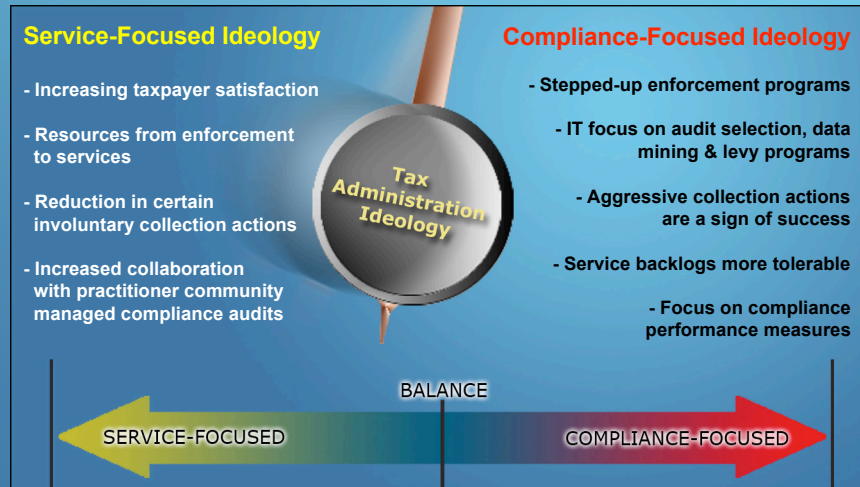 Service-Focused Ideology
- Increasing taxpayer satisfaction
- Resources from enforcement
to services
- Reduction in certain
involuntary collection actions
- Increased collaboration
with practitioner community
managed compliance audits
Tax
Administration
Ideology
Compliance-Focused Ideology
- Stepped-up enforcement programs
- IT focus on audit selection, data
mining & levy programs
- Aggressive collection actions
are a sign of success
- Service backlogs more tolerable
- Focus on compliance
performance measures
BALANCE
SERVICE-FOCUSED
COMPLIANCE-FOCUSED